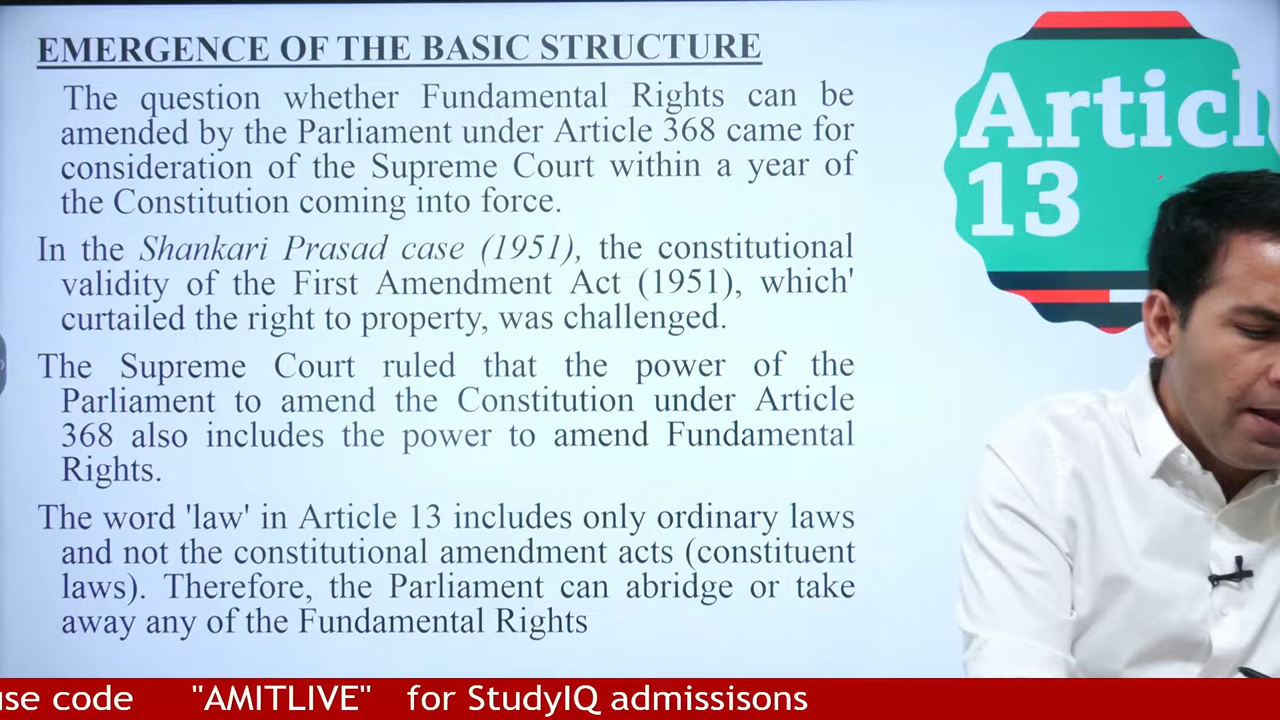 EMERGENCE OF THE BASIC STRUCTURE
The question whether Fundamental Rights can be
amended by the Parliament under Article 368 came for
consideration of the Supreme Court within a year of
the Constitution coming into force.
In the Shankari Prasad case (1951), the constitutional
validity of the First Amendment Act (1951), which'
curtailed the right to property, was challenged.
The Supreme Court ruled that the power of the
Parliament to amend the Constitution under Article
368 also includes the power to amend Fundamental
Rights.
The word 'law' in Article 13 includes only ordinary laws
and not the constitutional amendment acts (constituent
laws). Therefore, the Parliament can abridge or take
away any of the Fundamental Rights
Articl
13
use code "AMITLIVE" for StudyIQ admissisons